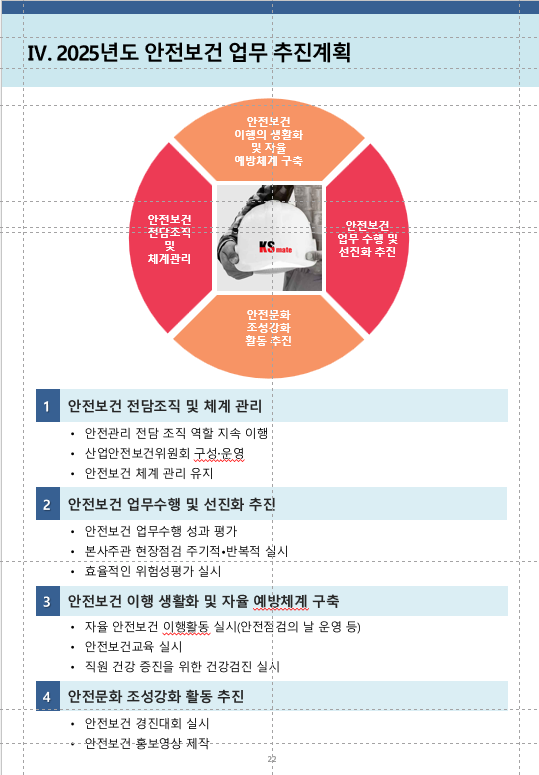 Ⅳ. 2025년도 안전보건 업무 추진계획
안전보건
이행의 생활화
및 자율
예방체계 구축
안전보건
전담조직
및
체계관리
KS mate
안전보건
업무 수행 및
선진화 추진
안전문화
조성강화
활동 추진
1 안전보건 전담조직 및 체계 관리
• 안전관리 전담 조직 역할 지속 이행
• 산업안전보건위원회 구성·운영
• 안전보건 체계 관리 유지
2 안전보건 업무수행 및 선진화 추진
• 안전보건 업무수행 성과 평가
• 본사주관 현장점검 주기적•반복적 실시
• 효율적인 위험성평가 실시
3 안전보건 이행 생활화 및 자율 예방체계 구축
• 자율 안전보건 이행활동 실시(안전점검의 날 운영 등)
• 안전보건교육 실시
• 직원 건강 증진을 위한 건강검진 실시
4 안전문화 조성강화 활동 추진
• 안전보건 경진대회 실시
• 안전보건 홍보영상 제작
22